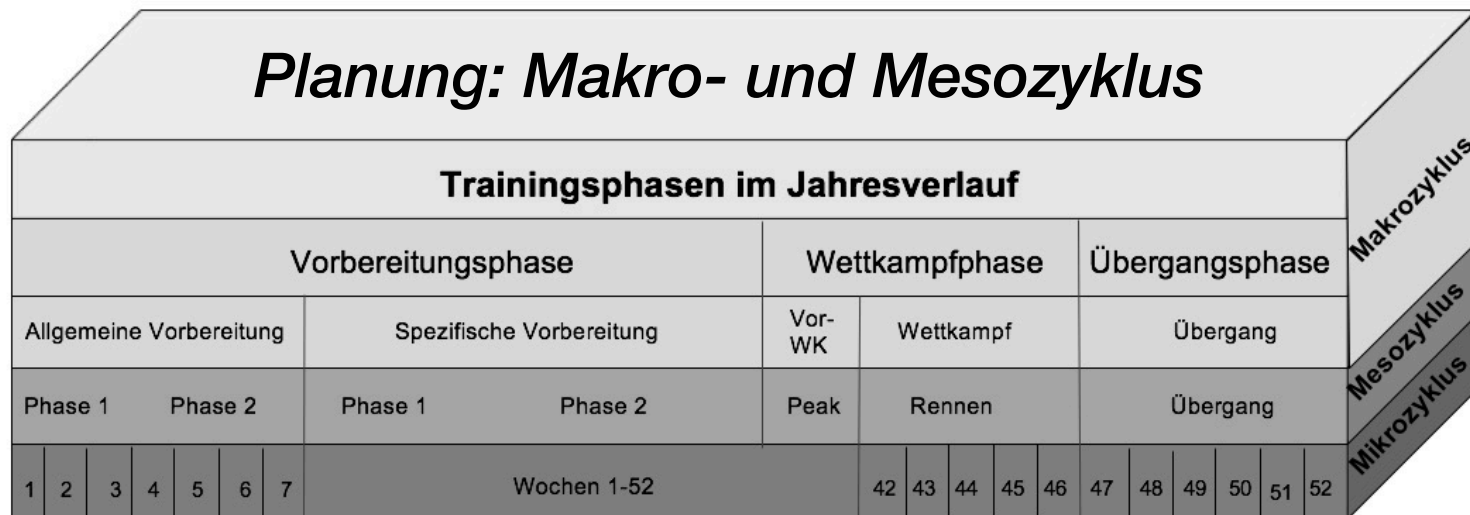 Planung: Makro- und Mesozyklus
Trainingsphasen im Jahresverlauf
Vorbereitungsphase Wettkampfphase Übergangsphase
Allgemeine Vorbereitung Spezifische Vorbereitung Vor-
WK Wettkampf Übergang
Phase 1 Phase 2 Phase 1 Phase 2 Peak Rennen Übergang
1 2 3 4 5 6 7 Wochen 1-52 42 43 44 45 46 47 48 49 50 51 52
Makrozyklus
Mesozyklus
Mikrozyklus